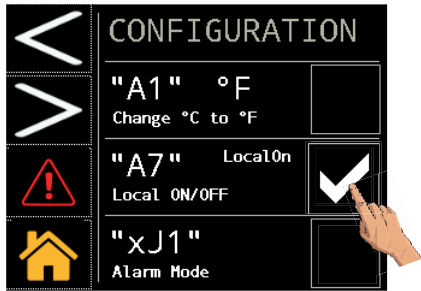 CONFIGURATION
"A1" °F
Change °C to °F
"A7" LocalOn
Local ON/OFF
"xJ1"
Alarm Mode